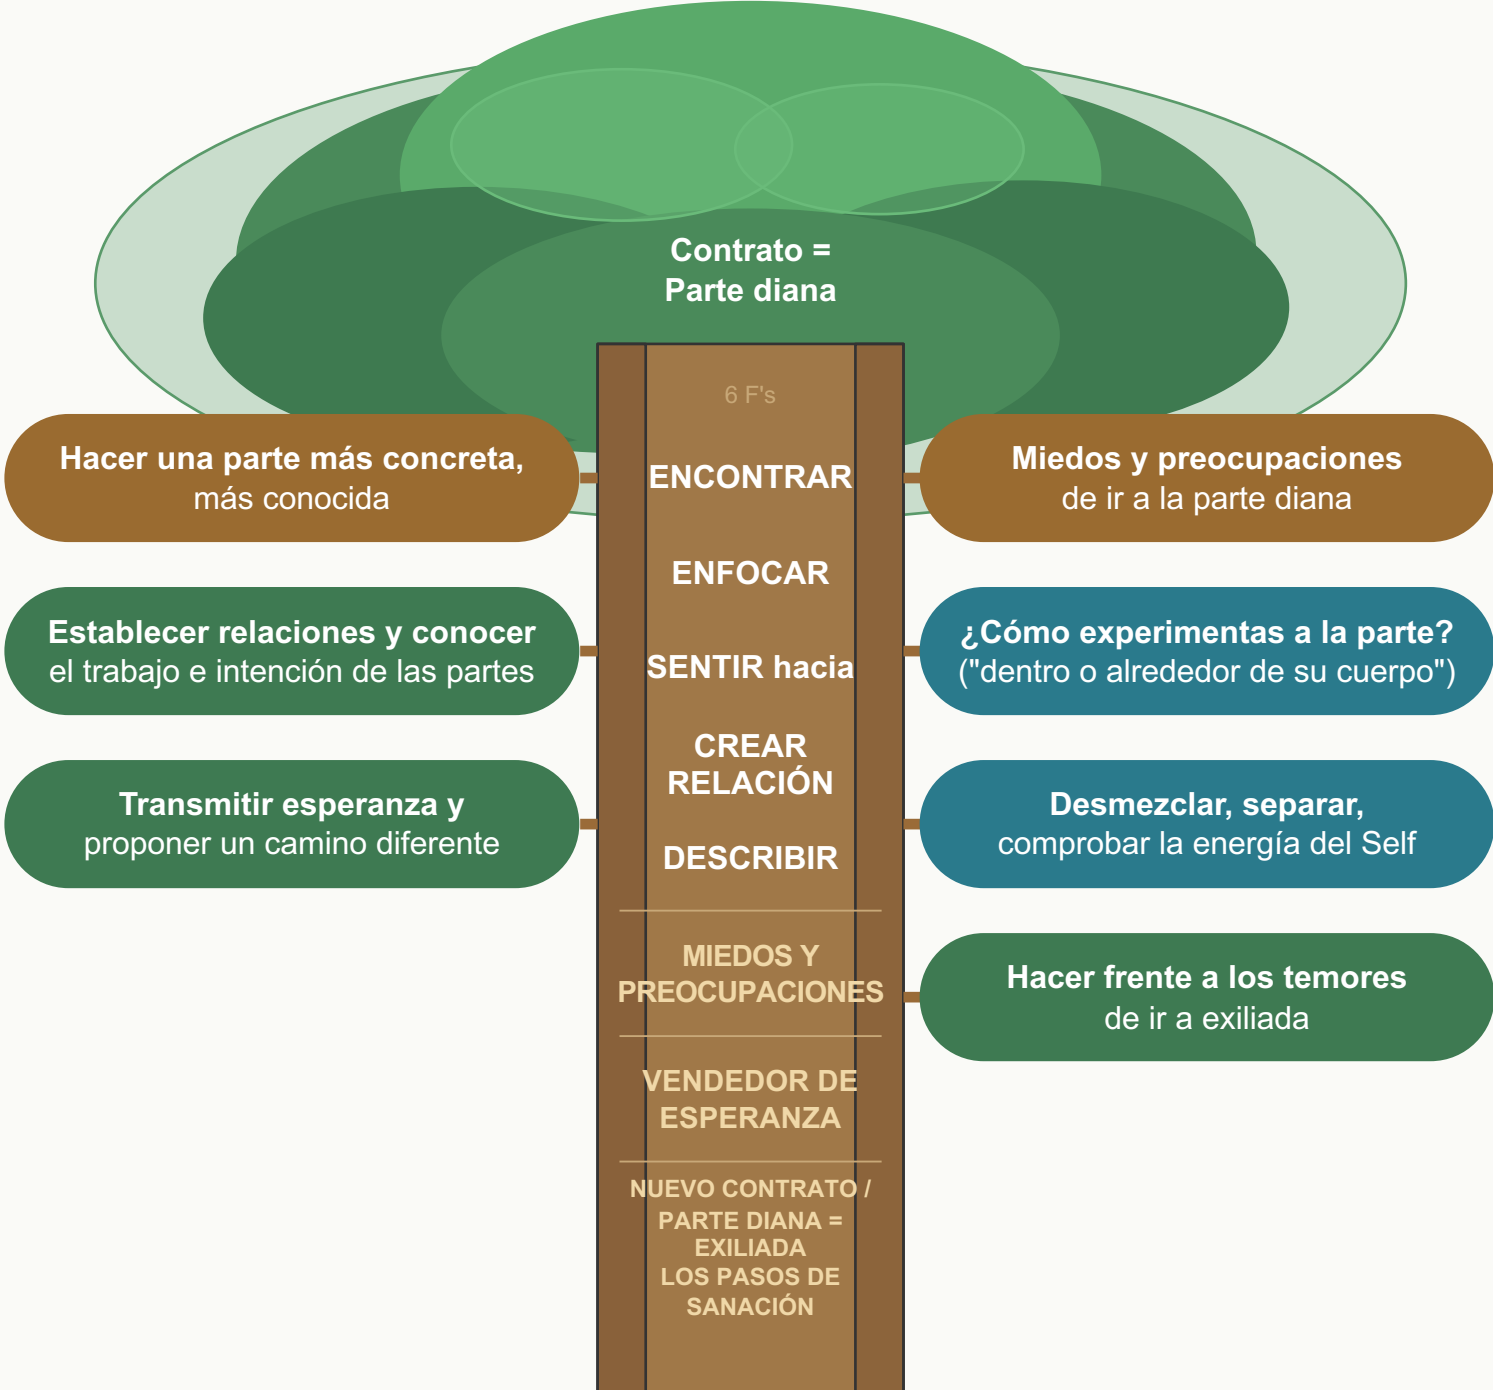 Contrato =
Parte diana
6 F's
Hacer una parte más concreta,
más conocida
ENCONTRAR
Miedos y preocupaciones
de ir a la parte diana
ENFOCAR
Establecer relaciones y conocer
el trabajo e intención de las partes
SENTIR hacia
¿Cómo experimentas a la parte?
("dentro o alrededor de su cuerpo")
CREAR
RELACIÓN
Transmitir esperanza y
proponer un camino diferente
DESCRIBIR
Desmezclar, separar,
comprobar la energía del Self
MIEDOS Y
PREOCUPACIONES
Hacer frente a los temores
de ir a exiliada
VENDEDOR DE
ESPERANZA
NUEVO CONTRATO /
PARTE DIANA =
EXILIADA
LOS PASOS DE
SANACIÓN